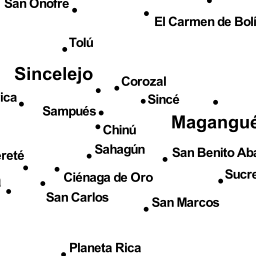 San Onofre
El Carmen de Bolí
Tolú
Sincelejo
Corozal
ica
Sincé
Sampués
Magangué
Chinú
Sahagún
ereté
San Benito Aba
Ciénaga de Oro
Sucre
San Carlos
San Marcos
Planeta Rica